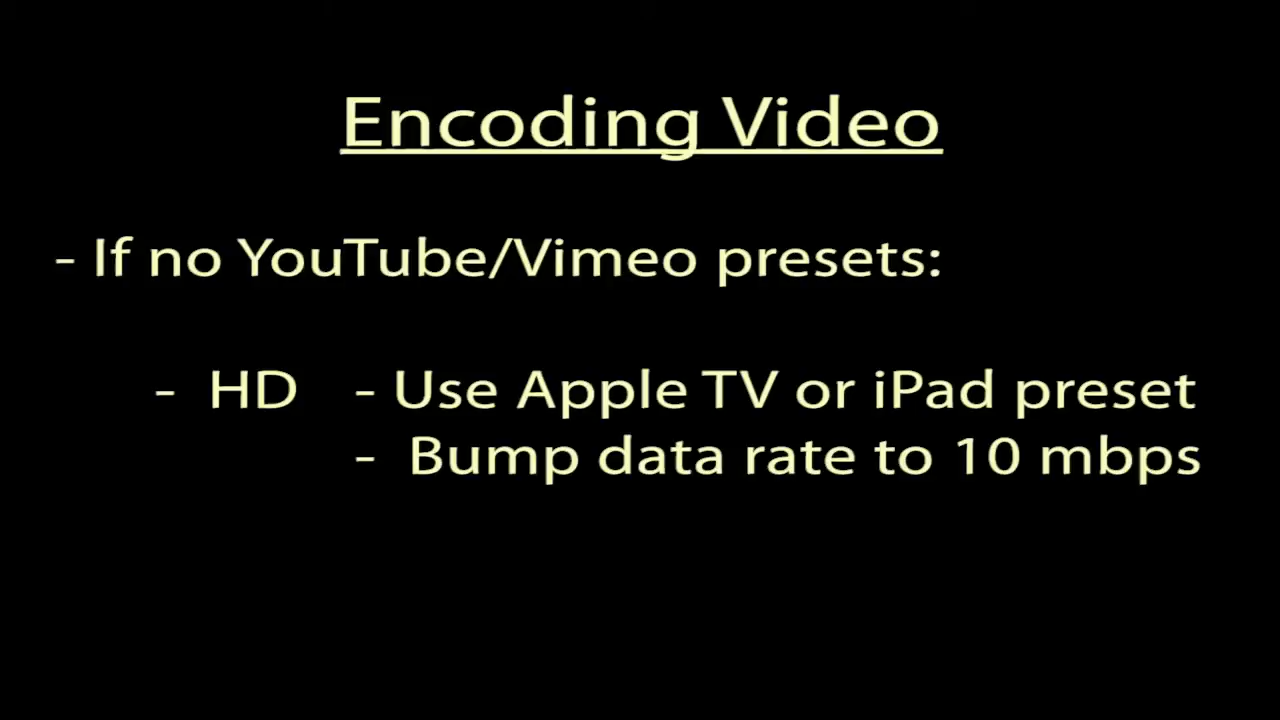 Encoding Video
- If no YouTube/Vimeo presets:
- HD - Use Apple TV or iPad preset
- Bump data rate to 10 mbps